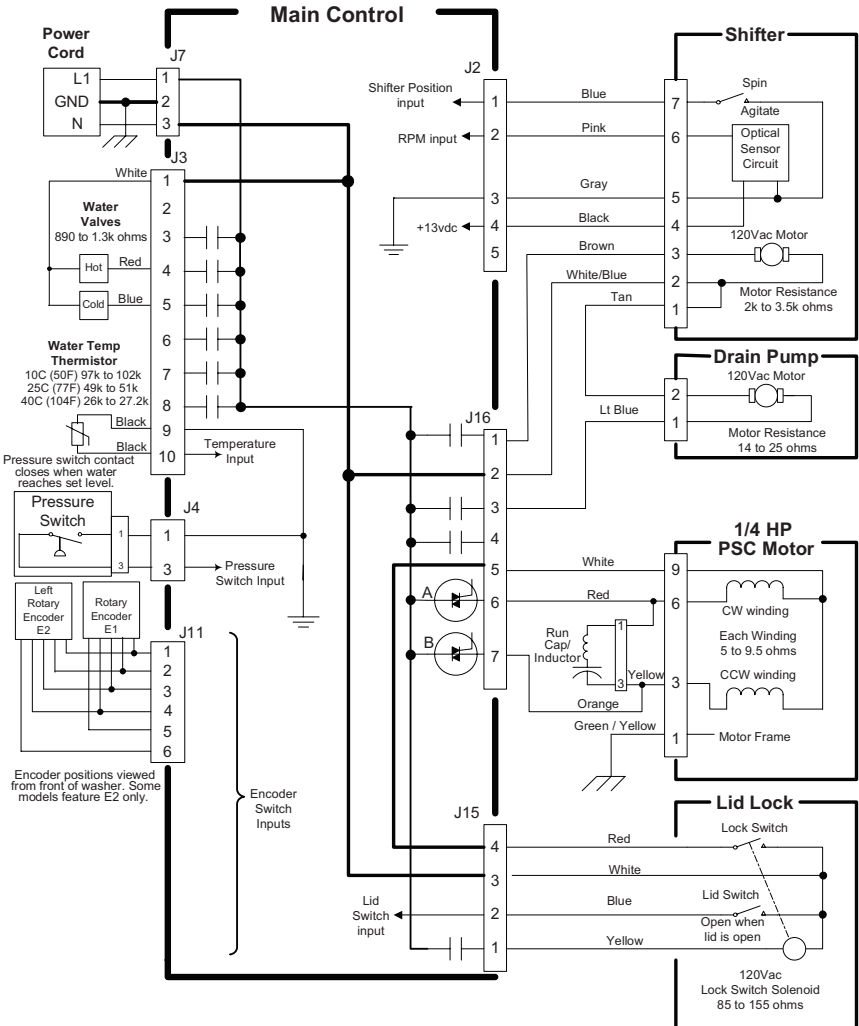 Main Control
Power
Cord
L1
GND
N
J7
1
2
3
J3
White
1
2
3
4
5
6
7
8
9
10
Water
Valves
890 to 1.3k ohms
Hot
Red
Cold
Blue
Water Temp
Thermistor
10C (50F) 97k to 102k
25C (77F) 49k to 51k
40C (104F) 26k to 27.2k
Black
Black
Temperature
Input
Pressure switch contact
closes when water
reaches set level.
Pressure
Switch
1
3
J4
1
3
Pressure
Switch Input
Left
Rotary
Encoder
E2
Rotary
Encoder
E1
J11
1
2
3
4
5
6
Encoder positions viewed
from front of washer. Some
models feature E2 only.
Encoder
Switch
Inputs
J2
Shifter Position
input
RPM input
+13vdc
1
2
3
4
5
Blue
Pink
Gray
Black
Brown
White/Blue
Tan
Shifter
7
6
5
4
3
2
1
Spin
Agitate
Optical
Sensor
Circuit
120Vac Motor
Motor Resistance
2k to 3.5k ohms
Drain Pump
2
1
120Vac Motor
Lt Blue
Motor Resistance
14 to 25 ohms
J16
1
2
3
4
5
6
7
A
B
White
Red
Run
Cap/
Inductor
1
3
Yellow
Orange
Green / Yellow
1/4 HP
PSC Motor
9
6
3
1
CW winding
Each Winding
5 to 9.5 ohms
CCW winding
Motor Frame
J15
4
3
2
1
Lid
Switch
input
Red
White
Blue
Yellow
Lid Lock
Lock Switch
Lid Switch
Open when
lid is open
120Vac
Lock Switch Solenoid
85 to 155 ohms